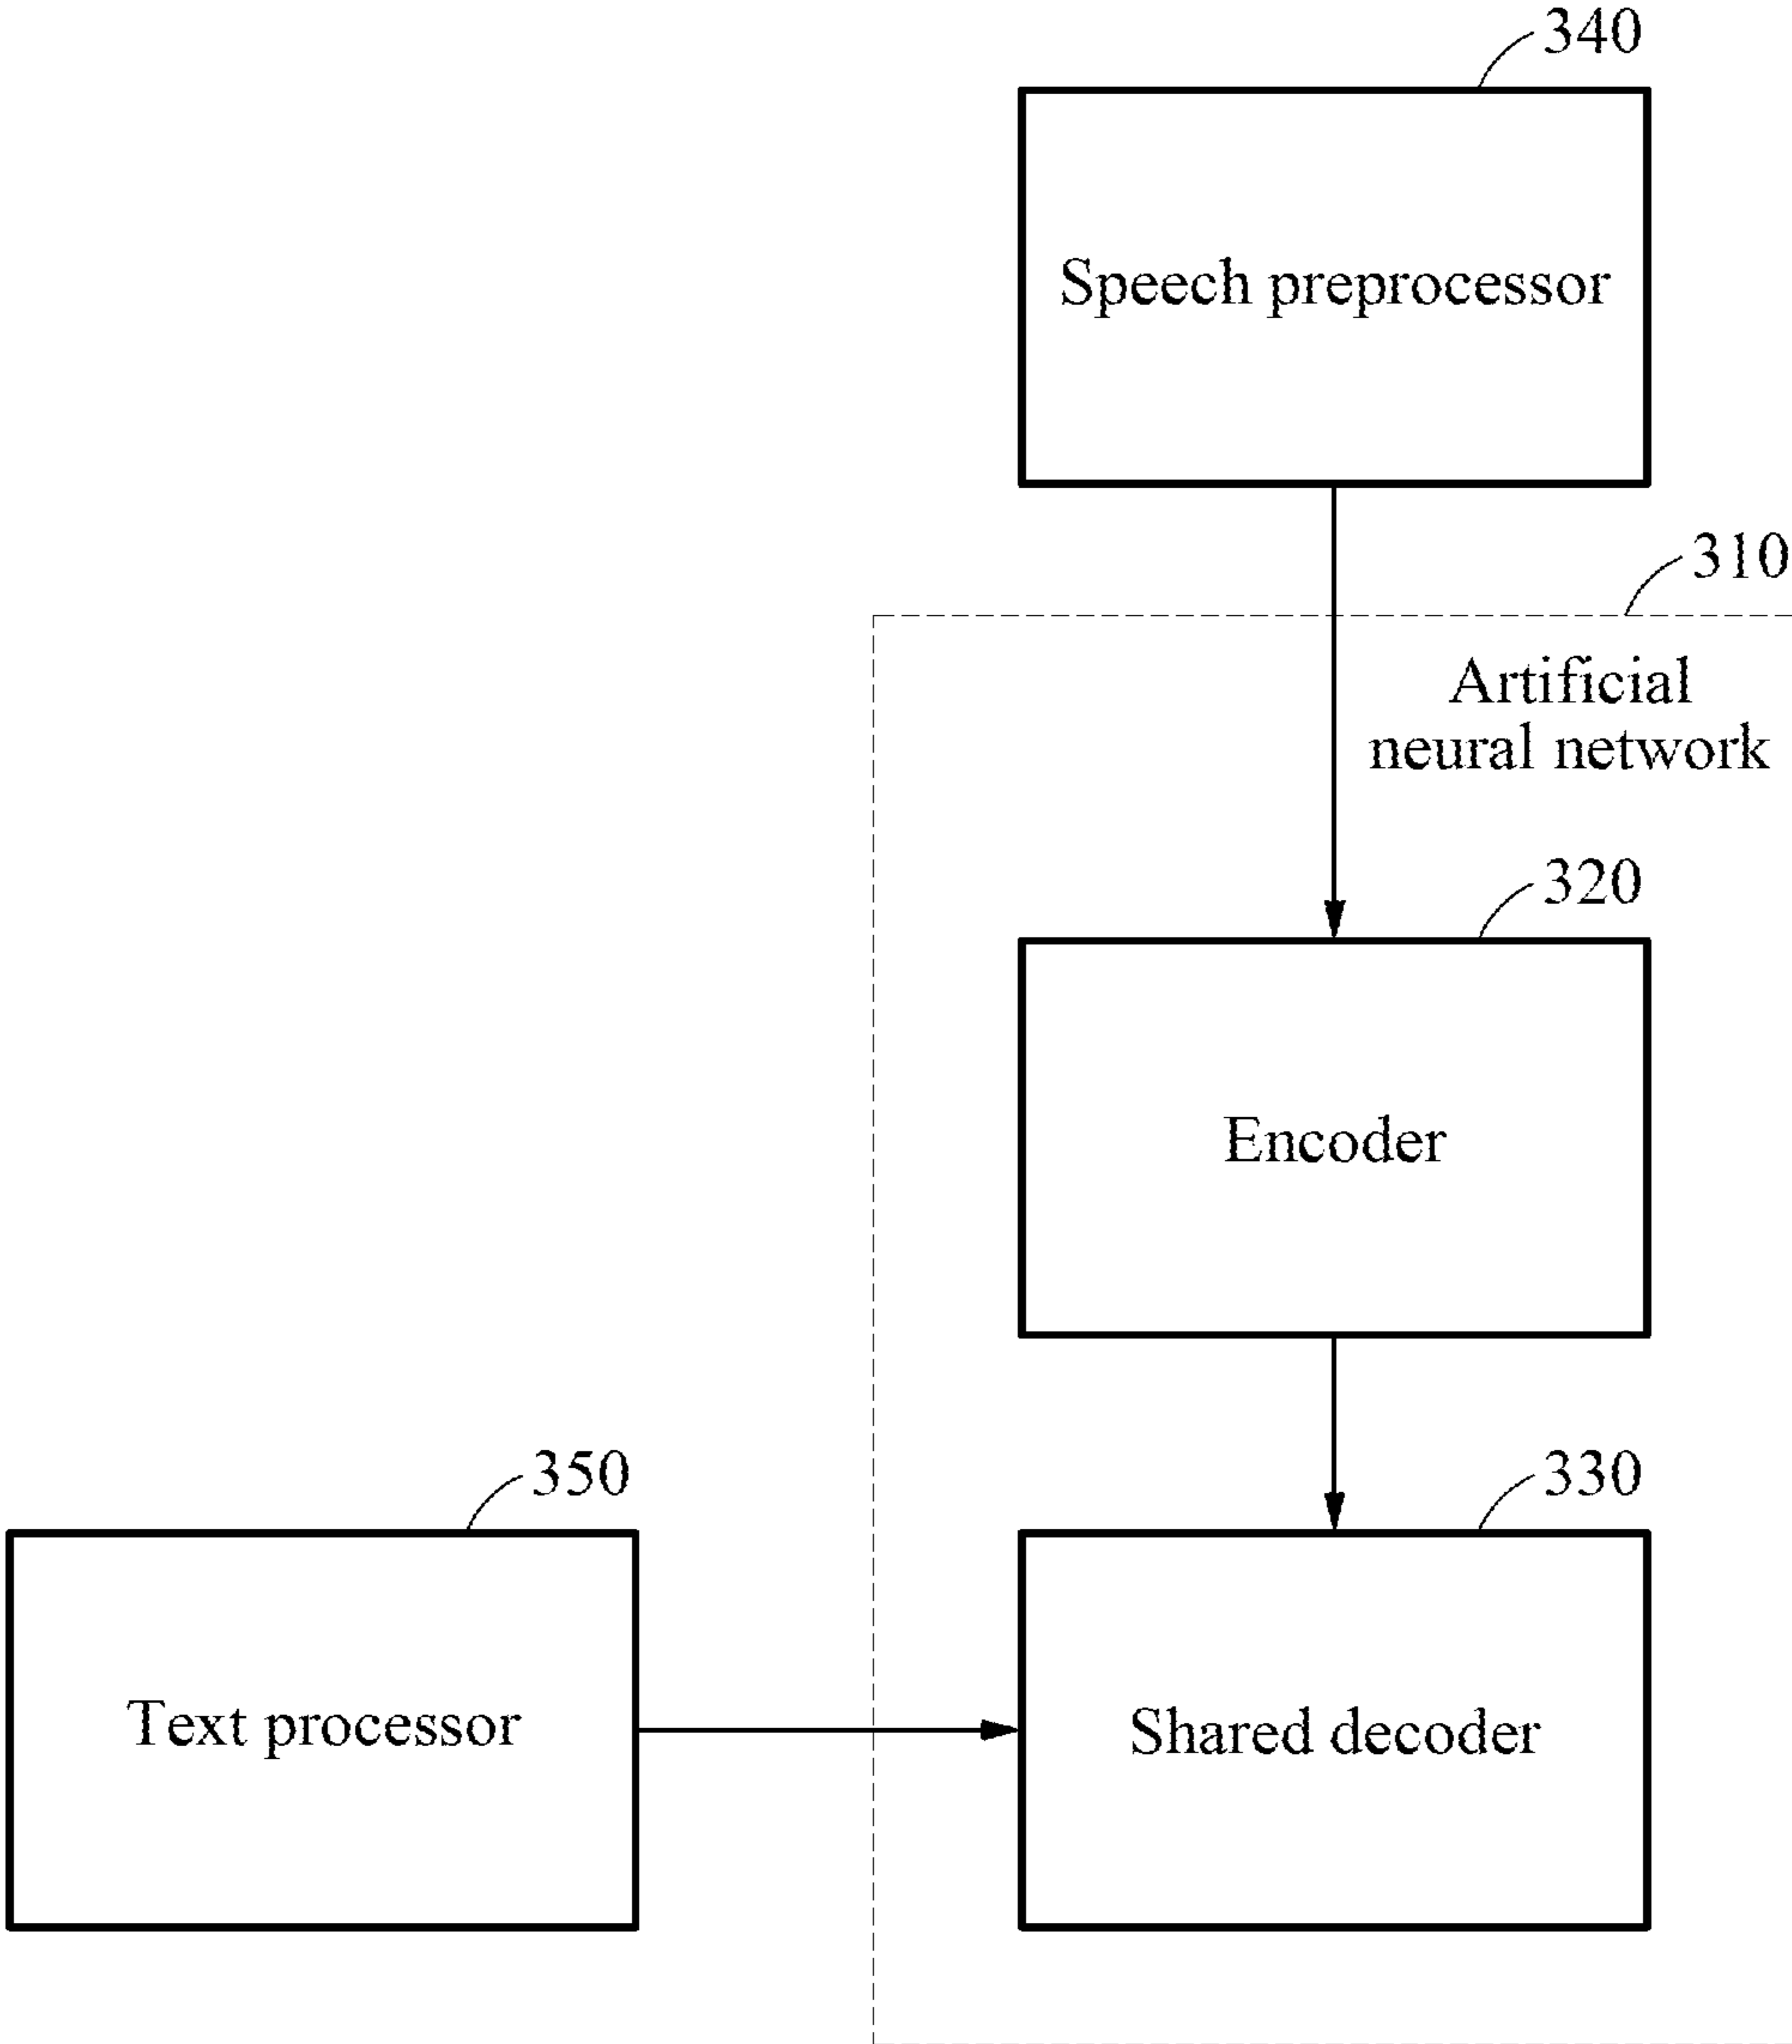 340
Speech preprocessor
310
Artificial
neural network
320
Encoder
350
330
Text processor
Shared decoder